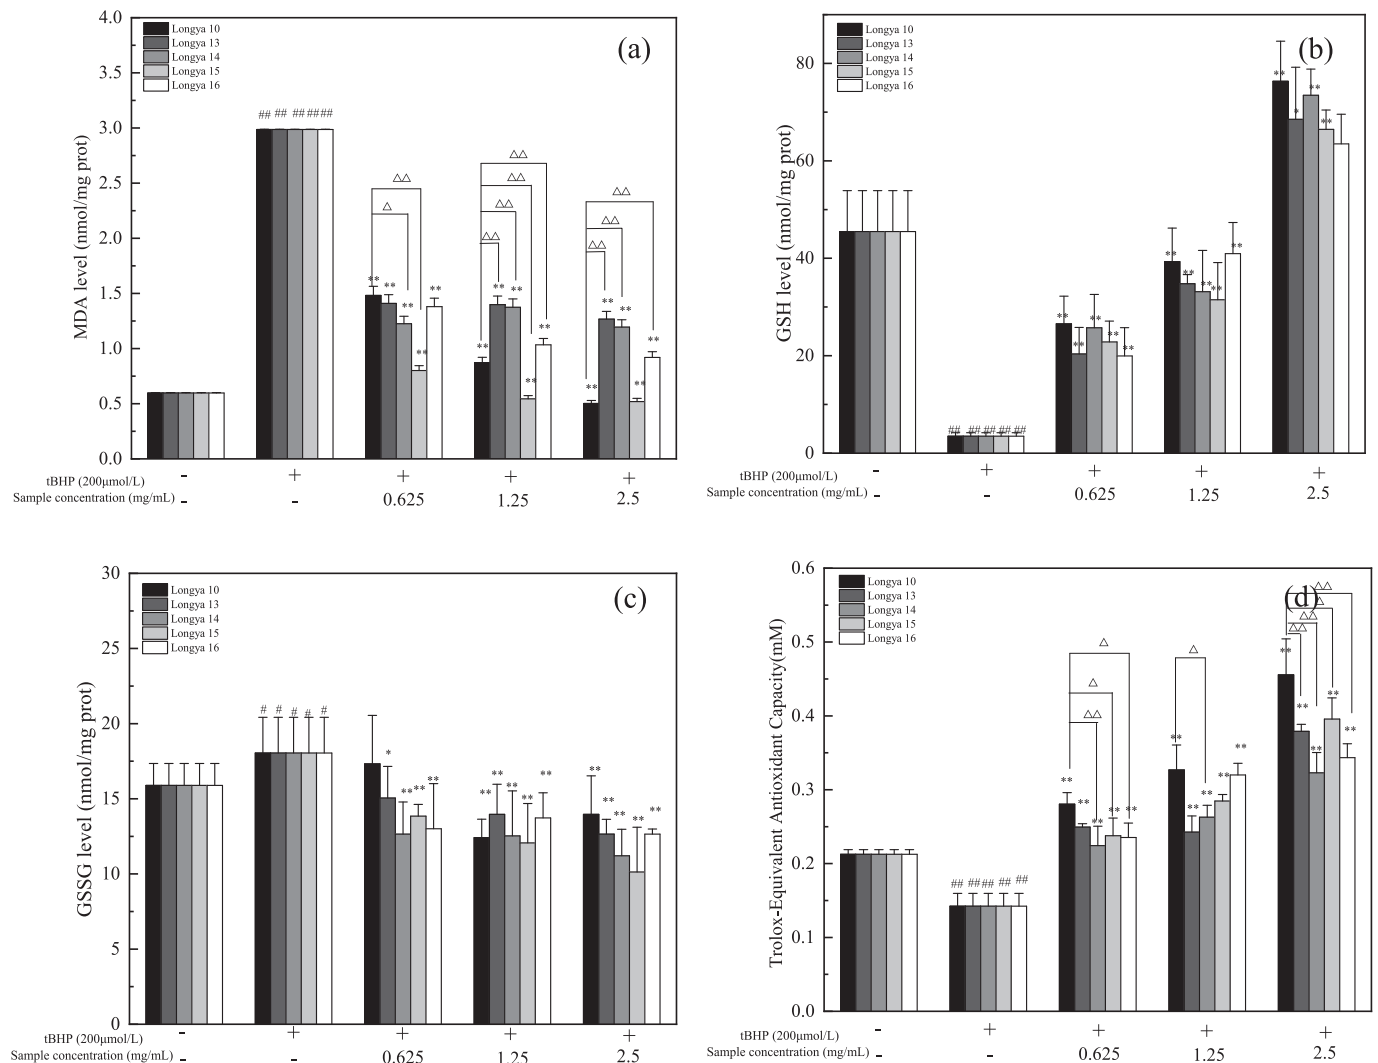 (a)
Longya 10
Longya 13
Longya 14
Longya 15
Longya 16
MDA level (nmol/mg prot)
4.0
3.5
3.0
2.5
2.0
1.5
1.0
0.5
0.0
## ## ## ## ##
△△
△
** ** ** ** **
△△
△△
△△
△△
** ** ** ** **
△△
△△
△△
** ** ** ** **
tBHP (200μmol/L) - + + + +
Sample concentration (mg/mL) - - 0.625 1.25 2.5
(b)
Longya 10
Longya 13
Longya 14
Longya 15
Longya 16
GSH level (nmol/mg prot)
80
60
40
20
0
## ## ## ## ##
** ** ** ** **
** ** ** ** **
** * ** **
tBHP (200μmol/L) - + + + +
Sample concentration (mg/mL) - - 0.625 1.25 2.5
(c)
Longya 10
Longya 13
Longya 14
Longya 15
Longya 16
GSSG level (nmol/mg prot)
30
25
20
15
10
5
0
# # # # #
* ** ** **
** ** ** ** **
** ** ** ** **
tBHP (200μmol/L) - + + + +
Sample concentration (mg/mL) - - 0.625 1.25 2.5
(d)
Longya 10
Longya 13
Longya 14
Longya 15
Longya 16
Trolox-Equivalent Antioxidant Capacity(mM)
0.6
0.5
0.4
0.3
0.2
0.1
0.0
## ## ## ## ##
△
△
△△
** ** ** ** **
△
** ** ** ** **
△△
△
△△
△△
** ** ** ** **
tBHP (200μmol/L) - + + + +
Sample concentration (mg/mL) - - 0.625 1.25 2.5